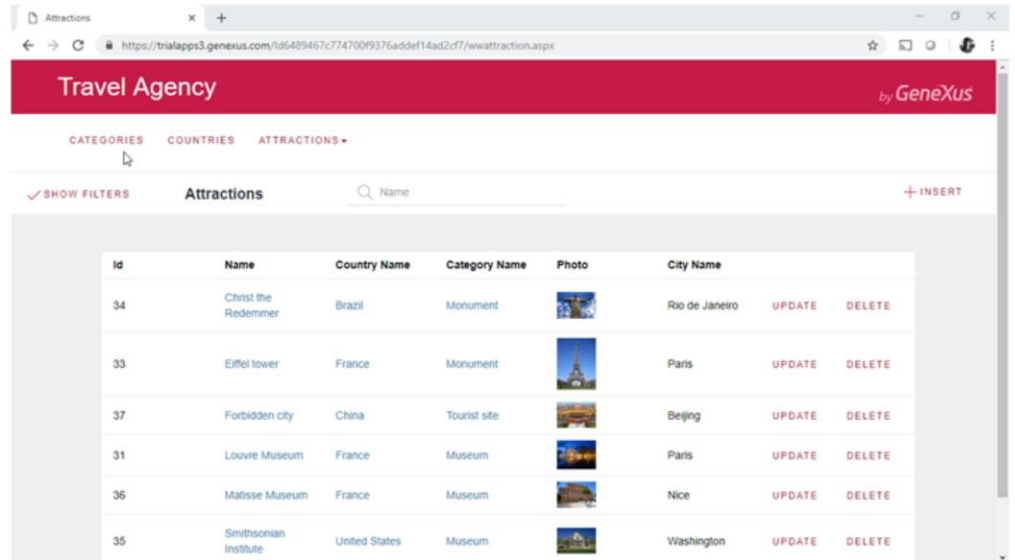 Attractions
https://trialapps3.genexus.com/Id6489467c774700f9376addef14ad2cf7/wwattraction.aspx
Travel Agency
by GeneXus
CATEGORIES COUNTRIES ATTRACTIONS
SHOW FILTERS Attractions Name INSERT
Id Name Country Name Category Name Photo City Name
34 Christ the Redemmer Brazil Monument Rio de Janeiro UPDATE DELETE
33 Eiffel tower France Monument Paris UPDATE DELETE
37 Forbidden city China Tourist site Beijing UPDATE DELETE
31 Louvre Museum France Museum Paris UPDATE DELETE
36 Matisse Museum France Museum Nice UPDATE DELETE
35 Smithsonian Institute United States Museum Washington UPDATE DELETE